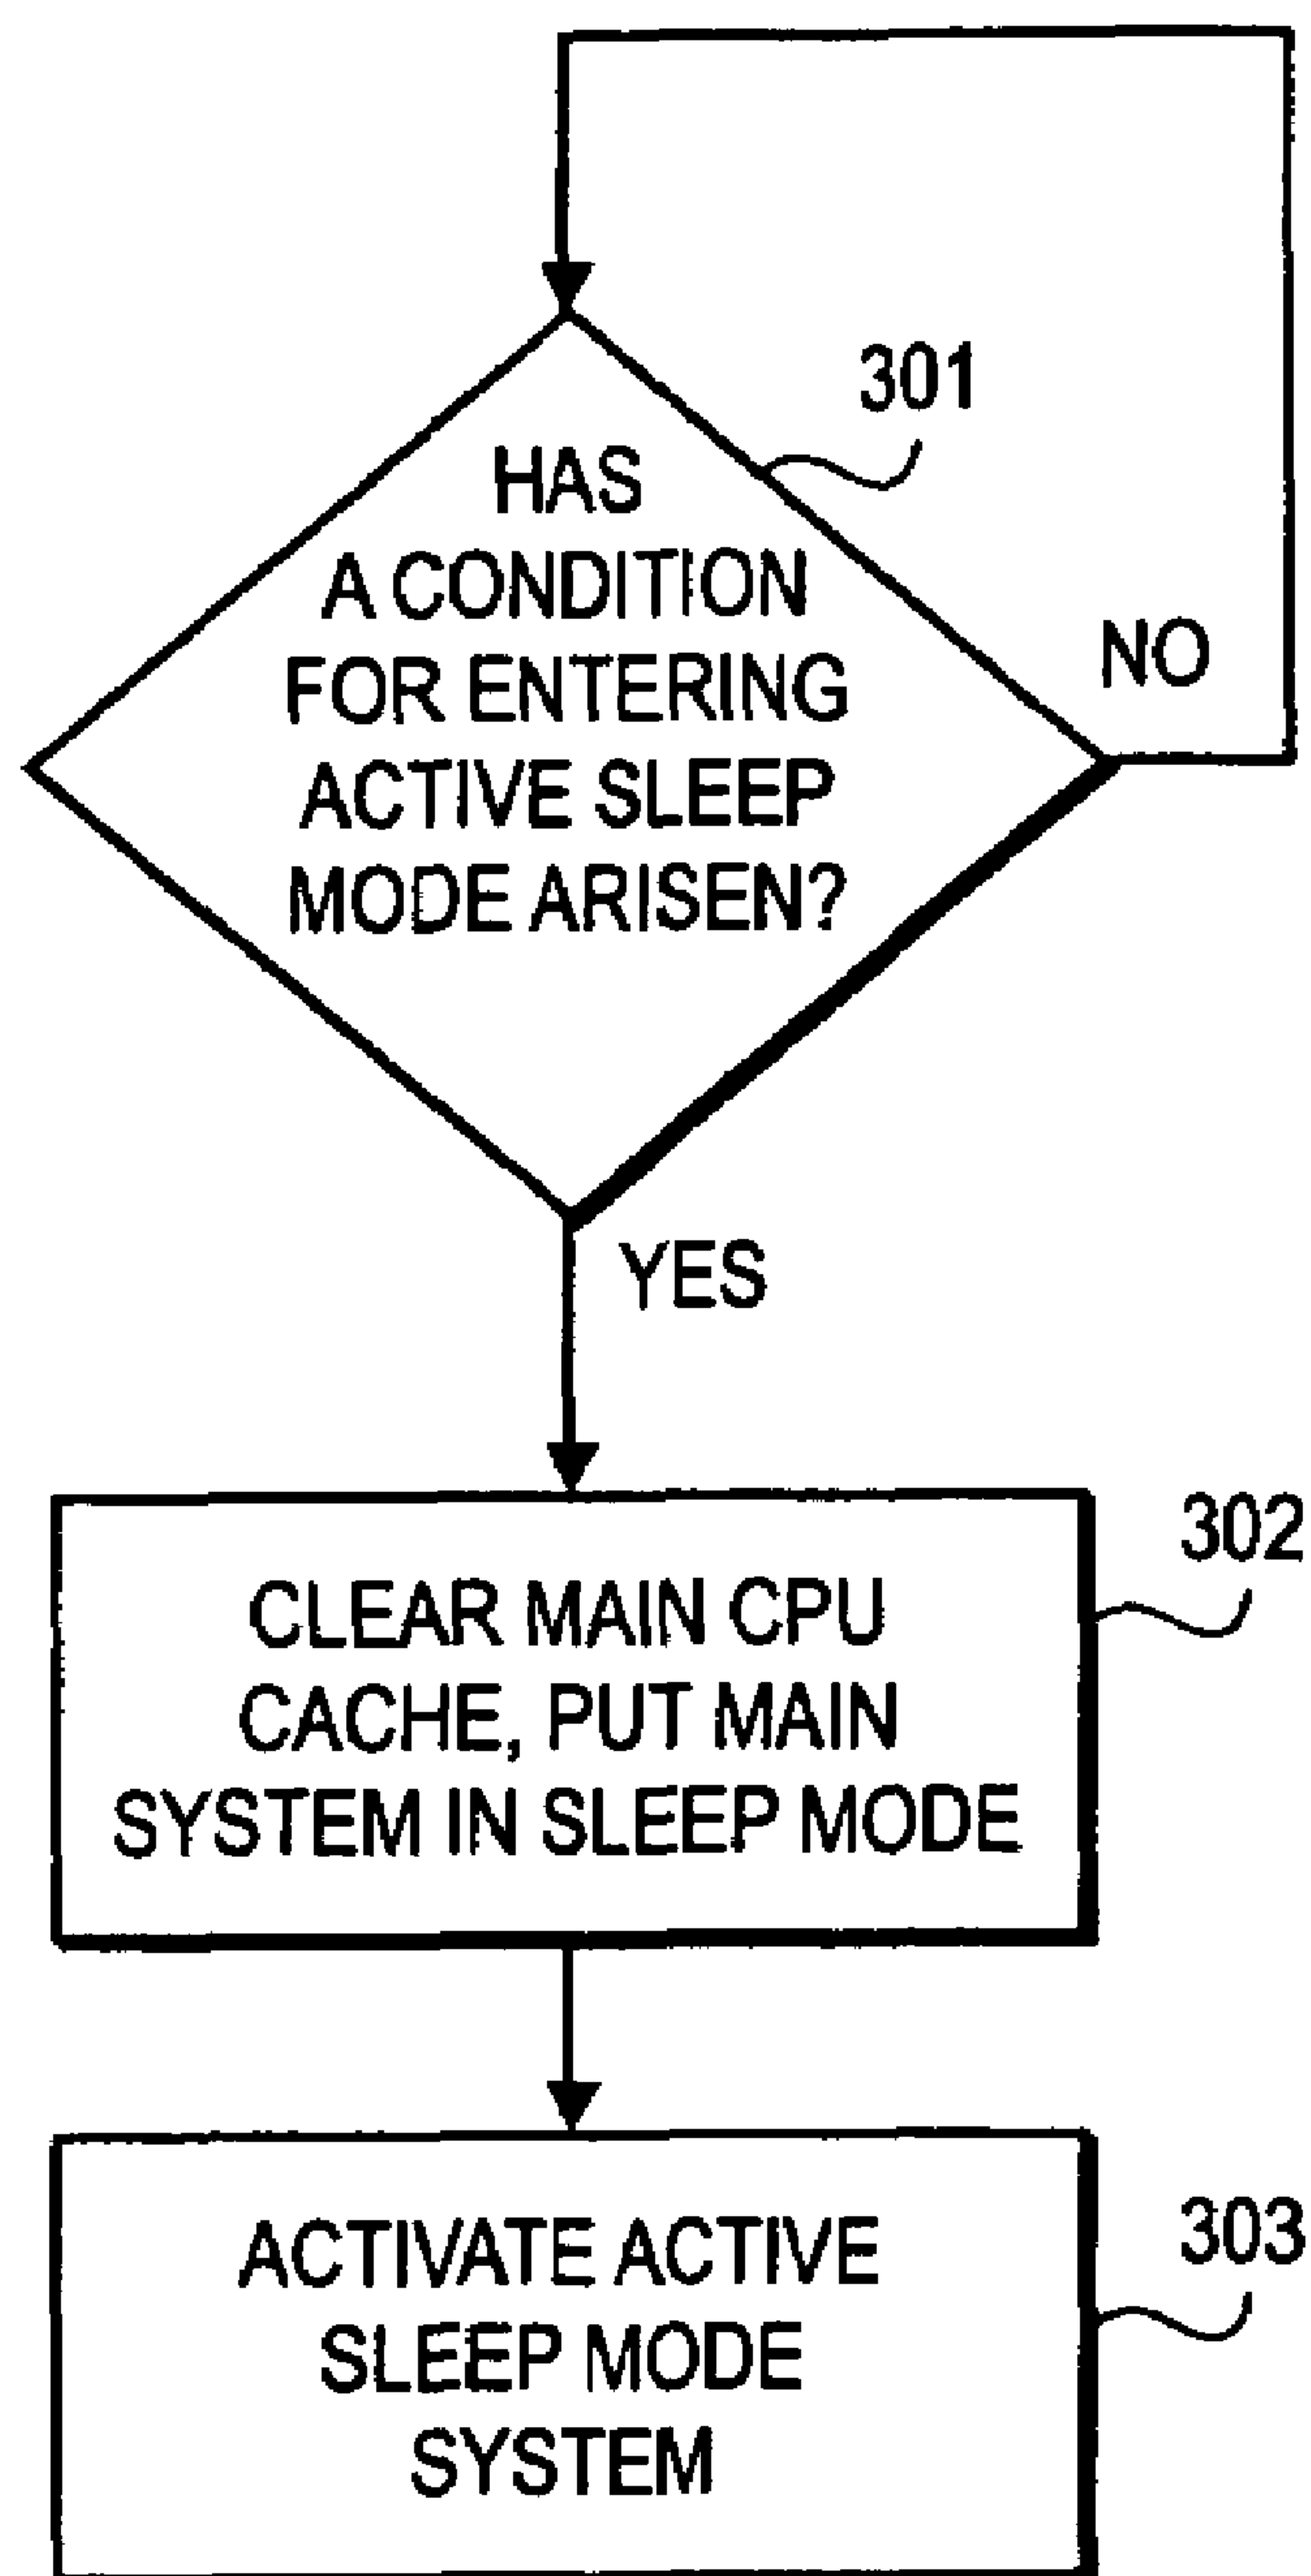 301
HAS
A CONDITION
FOR ENTERING
ACTIVE SLEEP
MODE ARISEN?
NO
YES
302
CLEAR MAIN CPU
CACHE, PUT MAIN
SYSTEM IN SLEEP MODE
303
ACTIVATE ACTIVE
SLEEP MODE
SYSTEM